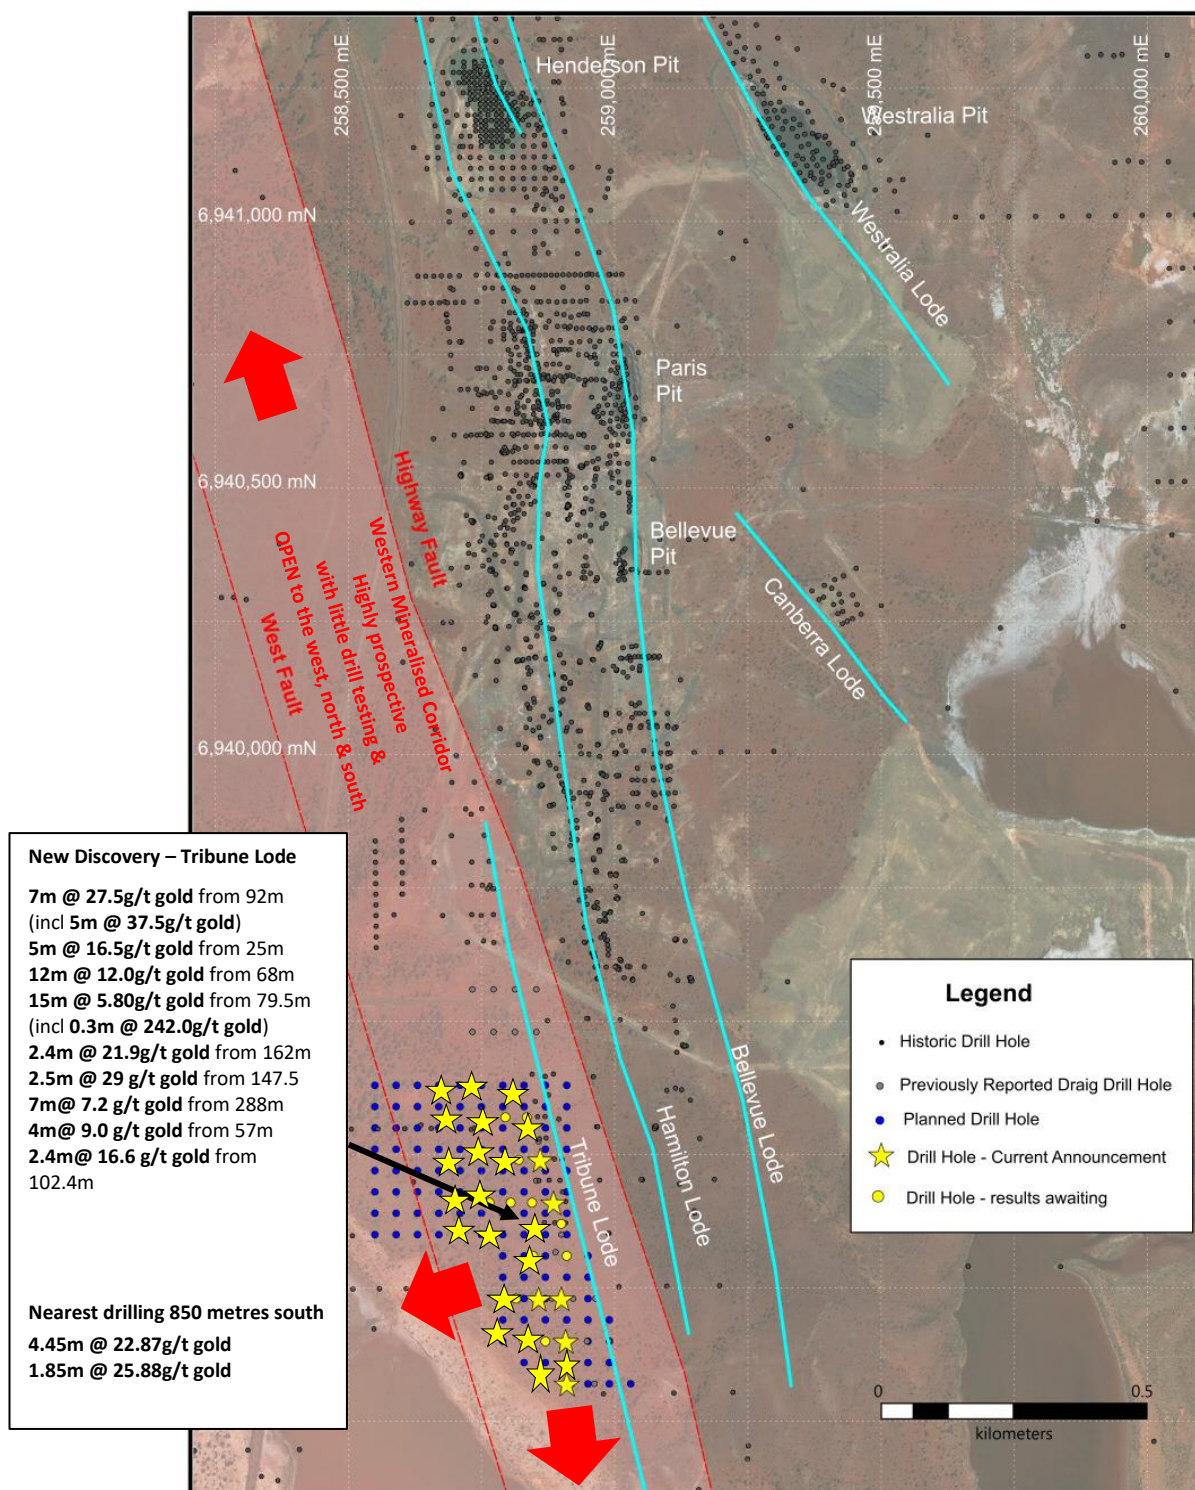 258,500 mE
259,000 mE
259,500 mE
260,000 mE
Henderson Pit
Westralia Pit
6,941,000 mN
Westralia Lode
Paris
Pit
6,940,500 mN
Highway Fault
Western Mineralised Corridor
Highly prospective
with little drill testing &
OPEN to the west, north & south
West Fault
Bellevue
Pit
Canberra Lode
6,940,000 mN
New Discovery – Tribune Lode
7m @ 27.5g/t gold from 92m
(incl 5m @ 37.5g/t gold)
5m @ 16.5g/t gold from 25m
12m @ 12.0g/t gold from 68m
15m @ 5.80g/t gold from 79.5m
(incl 0.3m @ 242.0g/t gold)
2.4m @ 21.9g/t gold from 162m
2.5m @ 29 g/t gold from 147.5
7m@ 7.2 g/t gold from 288m
4m@ 9.0 g/t gold from 57m
2.4m@ 16.6 g/t gold from
102.4m
Nearest drilling 850 metres south
4.45m @ 22.87g/t gold
1.85m @ 25.88g/t gold
Tribune Lode
Hamilton Lode
Bellevue Lode
Legend
Historic Drill Hole
Previously Reported Draig Drill Hole
Planned Drill Hole
Drill Hole - Current Announcement
Drill Hole - results awaiting
0
0.5
kilometers